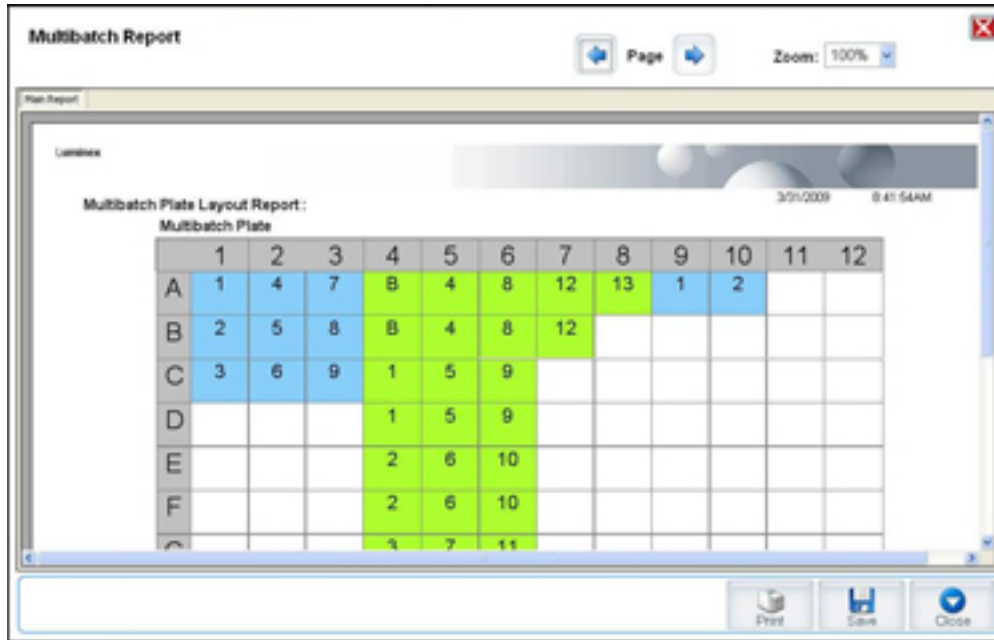 Multibatch Report
Page
Zoom: 100%
Main Report
Luminex
3/31/2009 8:41:54AM
Multibatch Plate Layout Report :
Multibatch Plate
1 2 3 4 5 6 7 8 9 10 11 12
A 1 4 7 B 4 8 12 13 1 2
B 2 5 8 B 4 8 12
C 3 6 9 1 5 9
D 1 5 9
E 2 6 10
F 2 6 10
3 7 11
Print Save Close